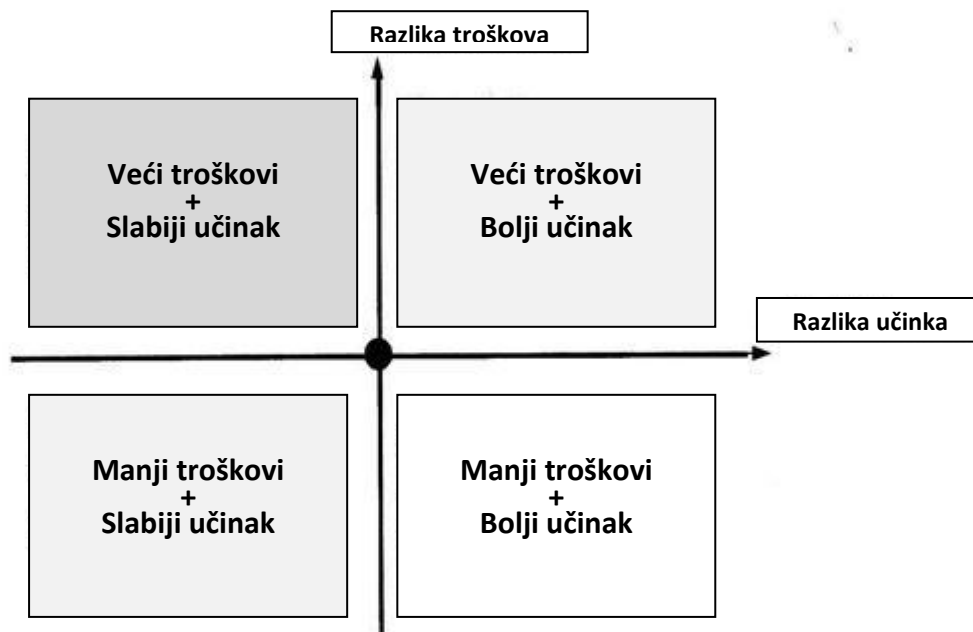 Razlika troškova
Veći troškovi
+
Slabiji učinak
Veći troškovi
+
Bolji učinak
Razlika učinka
Manji troškovi
+
Slabiji učinak
Manji troškovi
+
Bolji učinak